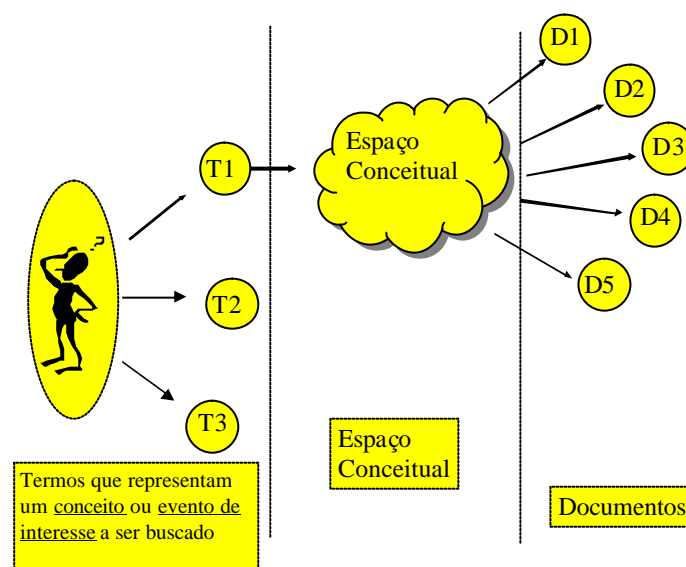 D1
D2
D3
D4
D5
Espaço
Conceitual
T1
T2
T3
?
Termos que representam
um conceito ou evento de
interesse a ser buscado
Espaço
Conceitual
Documentos